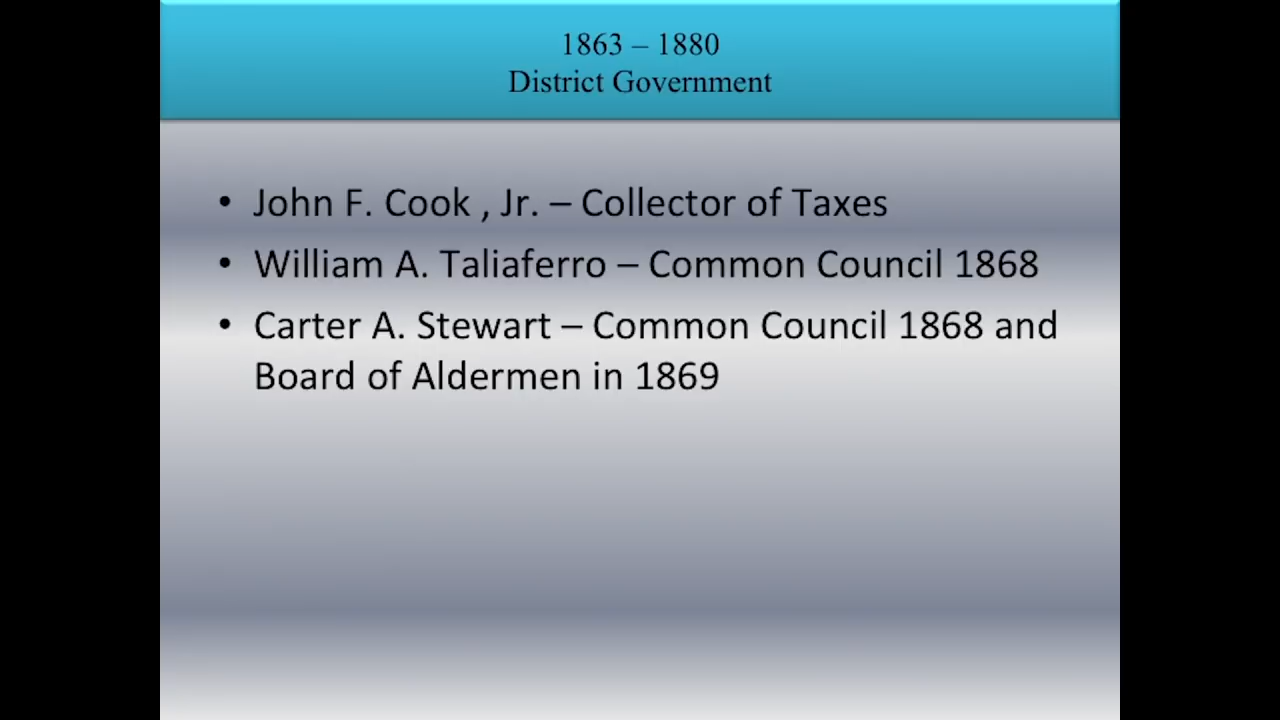 1863 – 1880
District Government
• John F. Cook , Jr. – Collector of Taxes
• William A. Taliaferro – Common Council 1868
• Carter A. Stewart – Common Council 1868 and
Board of Aldermen in 1869